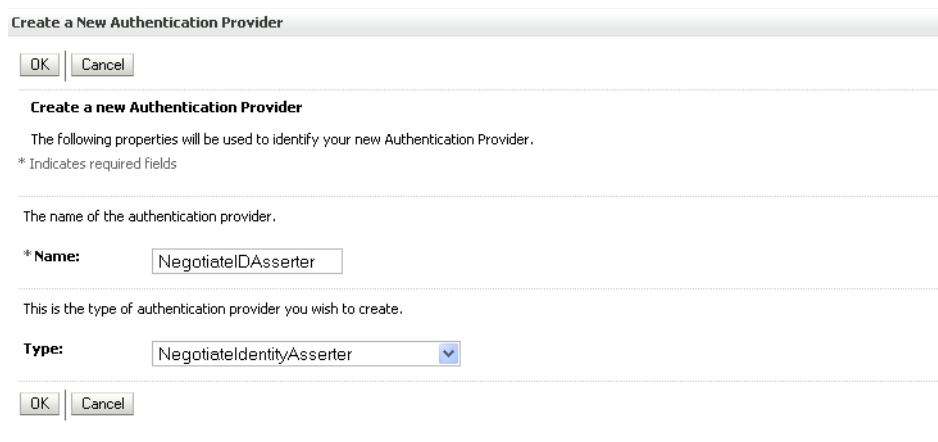 Create a New Authentication Provider
OK Cancel
Create a new Authentication Provider
The following properties will be used to identify your new Authentication Provider.
* Indicates required fields
The name of the authentication provider.
* Name: NegotiateIDAsserter
This is the type of authentication provider you wish to create.
Type: NegotiateIdentityAsserter
OK Cancel